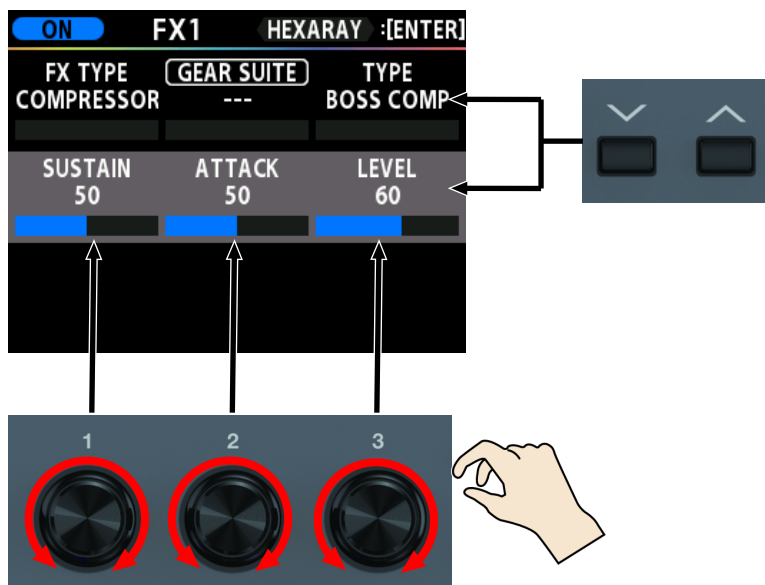 ON FX1 HEXARAY :[ENTER]
FX TYPE GEAR SUITE TYPE
COMPRESSOR --- BOSS COMP
SUSTAIN ATTACK LEVEL
50 50 60
1 2 3